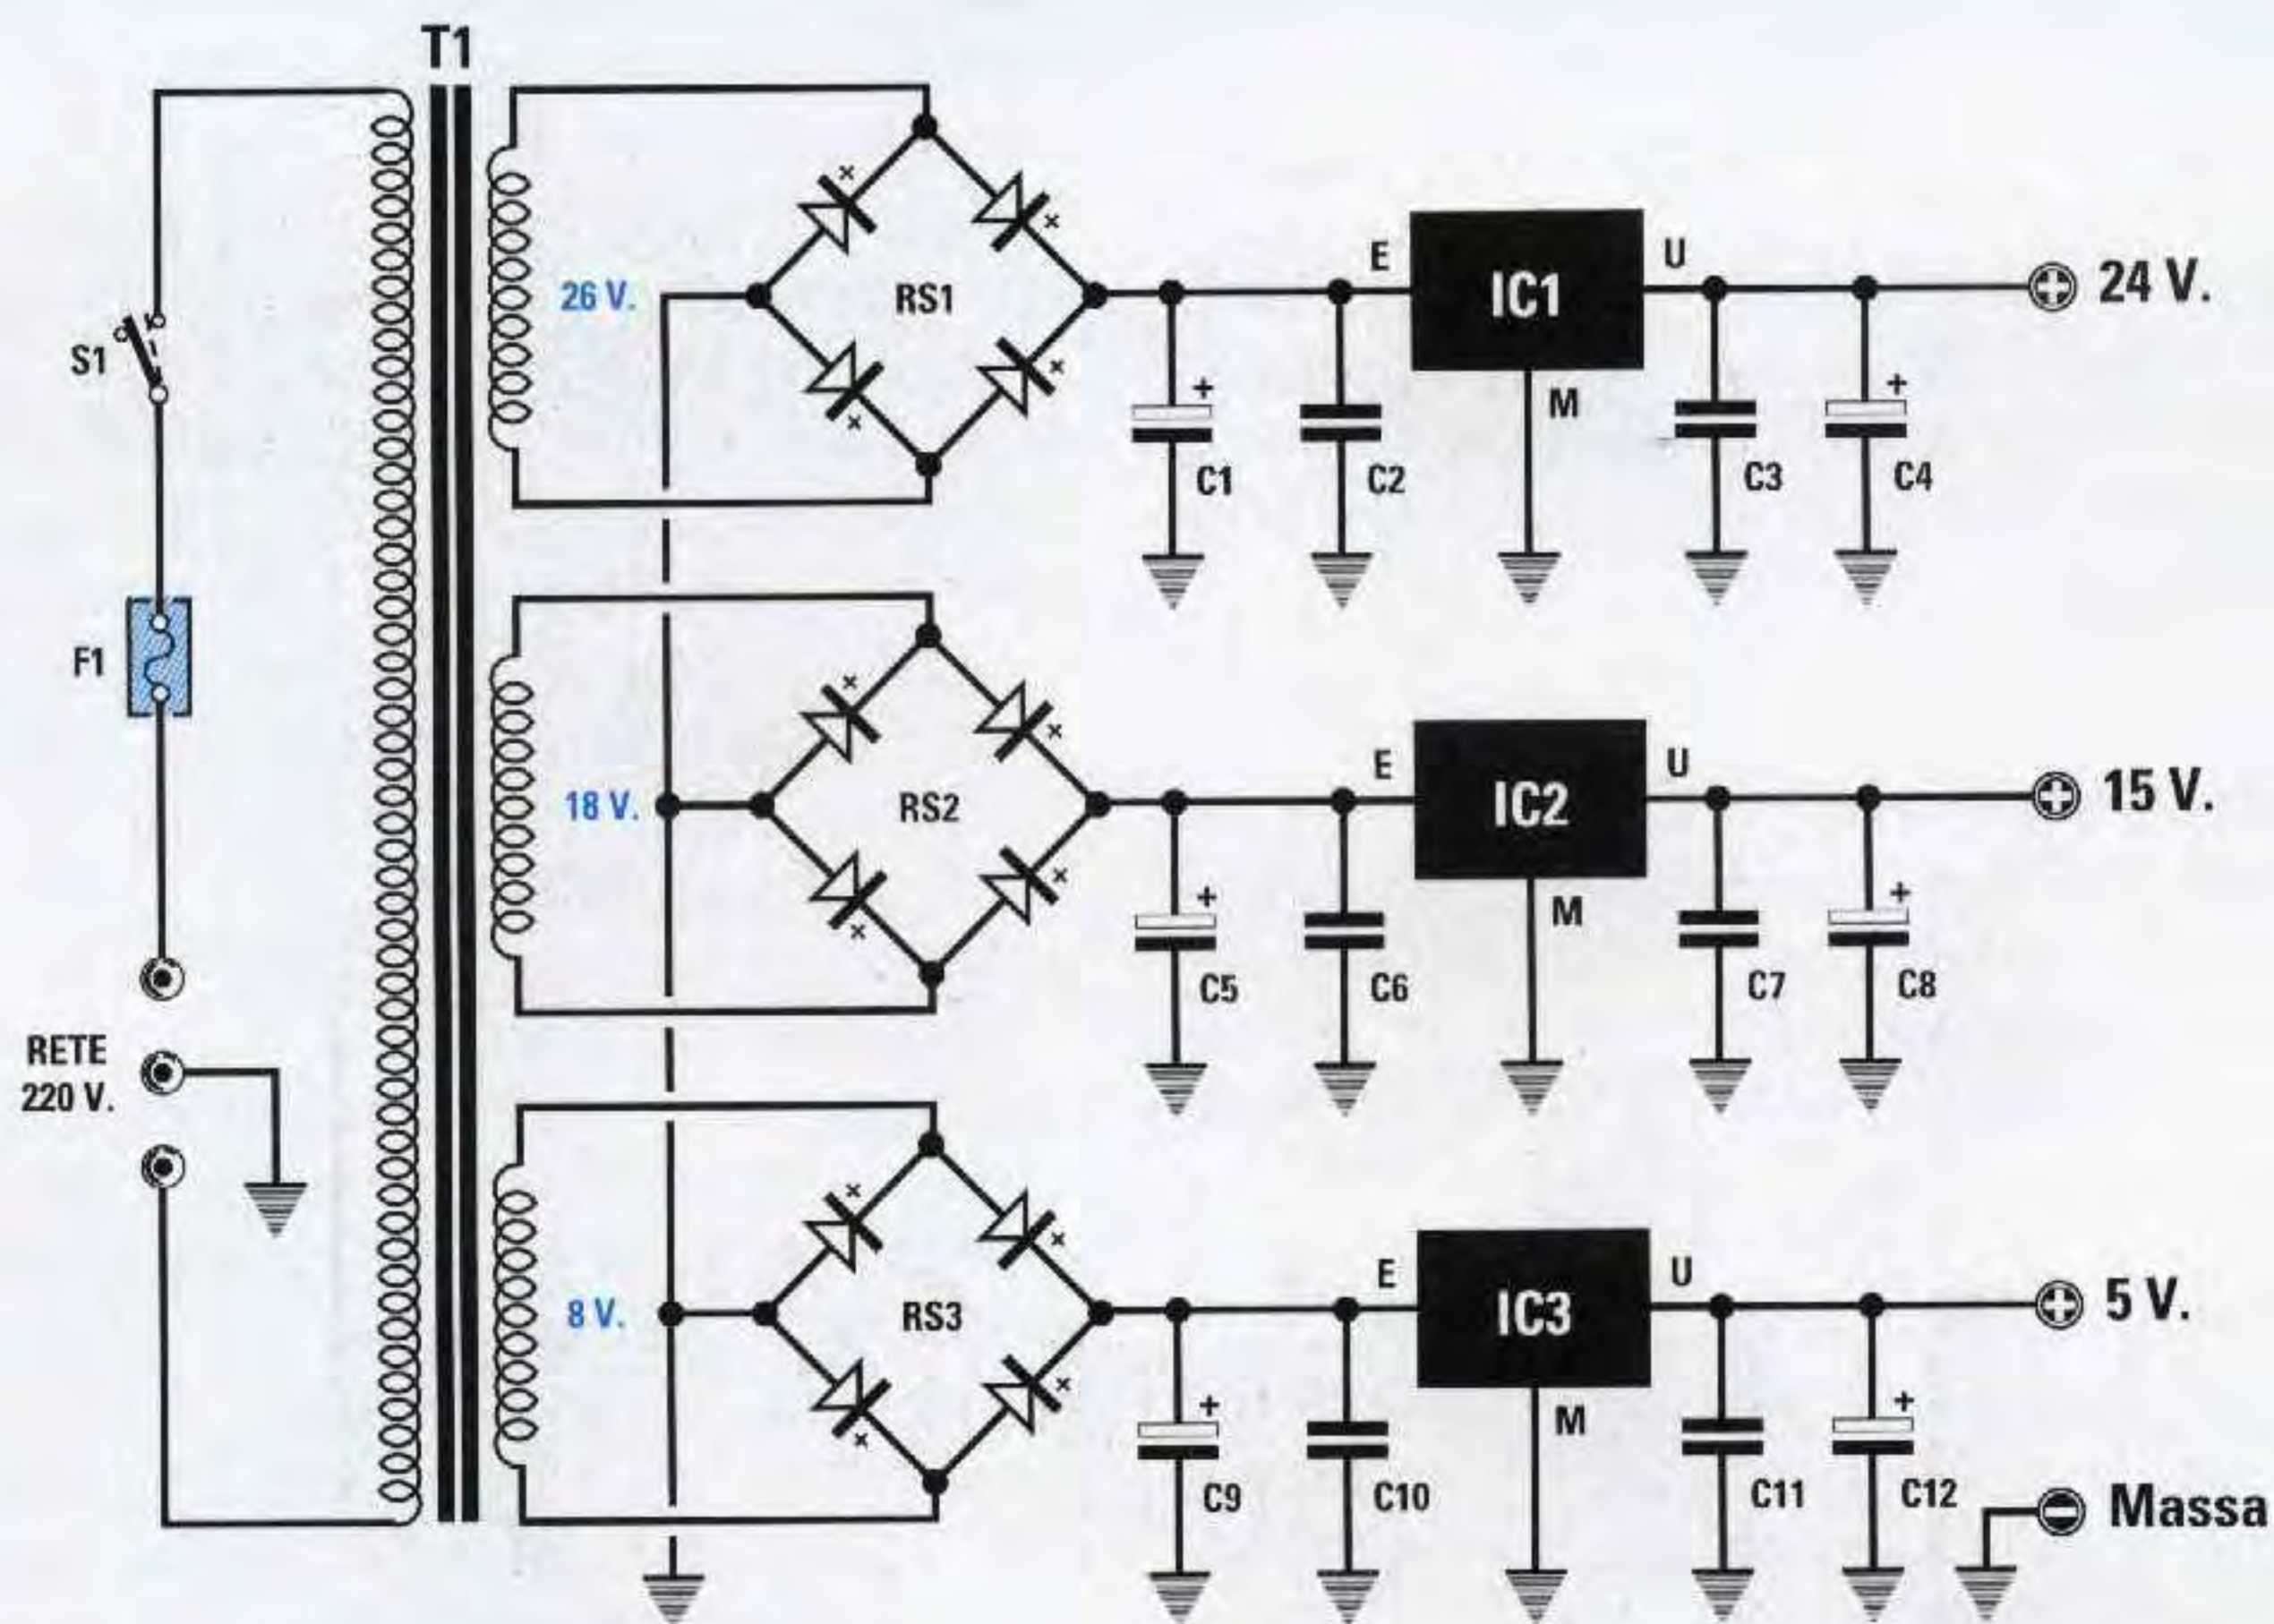 T1
S1
F1
RETE
220 V.
26 V.
RS1
E
IC1
U
M
+
C1
C2
C3
+
C4
24 V.
18 V.
RS2
E
IC2
U
M
+
C5
C6
C7
+
C8
15 V.
8 V.
RS3
E
IC3
U
M
+
C9
C10
C11
+
C12
5 V.
Massa